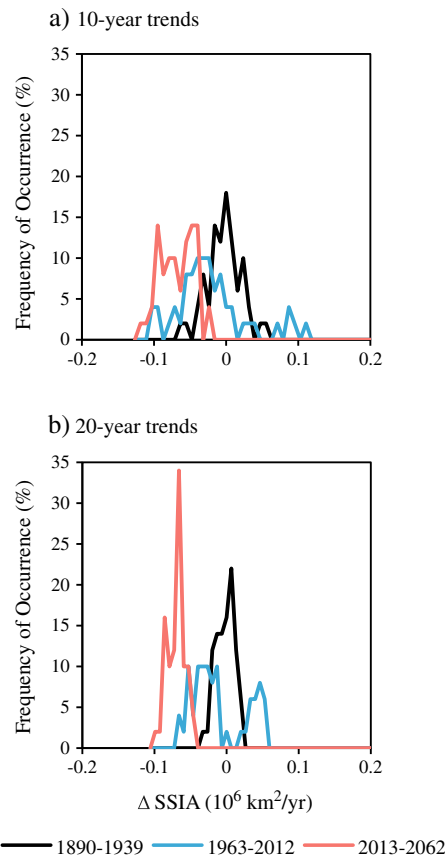 a) 10-year trends
Frequency of Occurrence (%)
35
30
25
20
15
10
5
0
-0.2 -0.1 0 0.1 0.2
b) 20-year trends
Frequency of Occurrence (%)
35
30
25
20
15
10
5
0
-0.2 -0.1 0 0.1 0.2
Δ SSIA (10⁶ km²/yr)
1890-1939 1963-2012 2013-2062